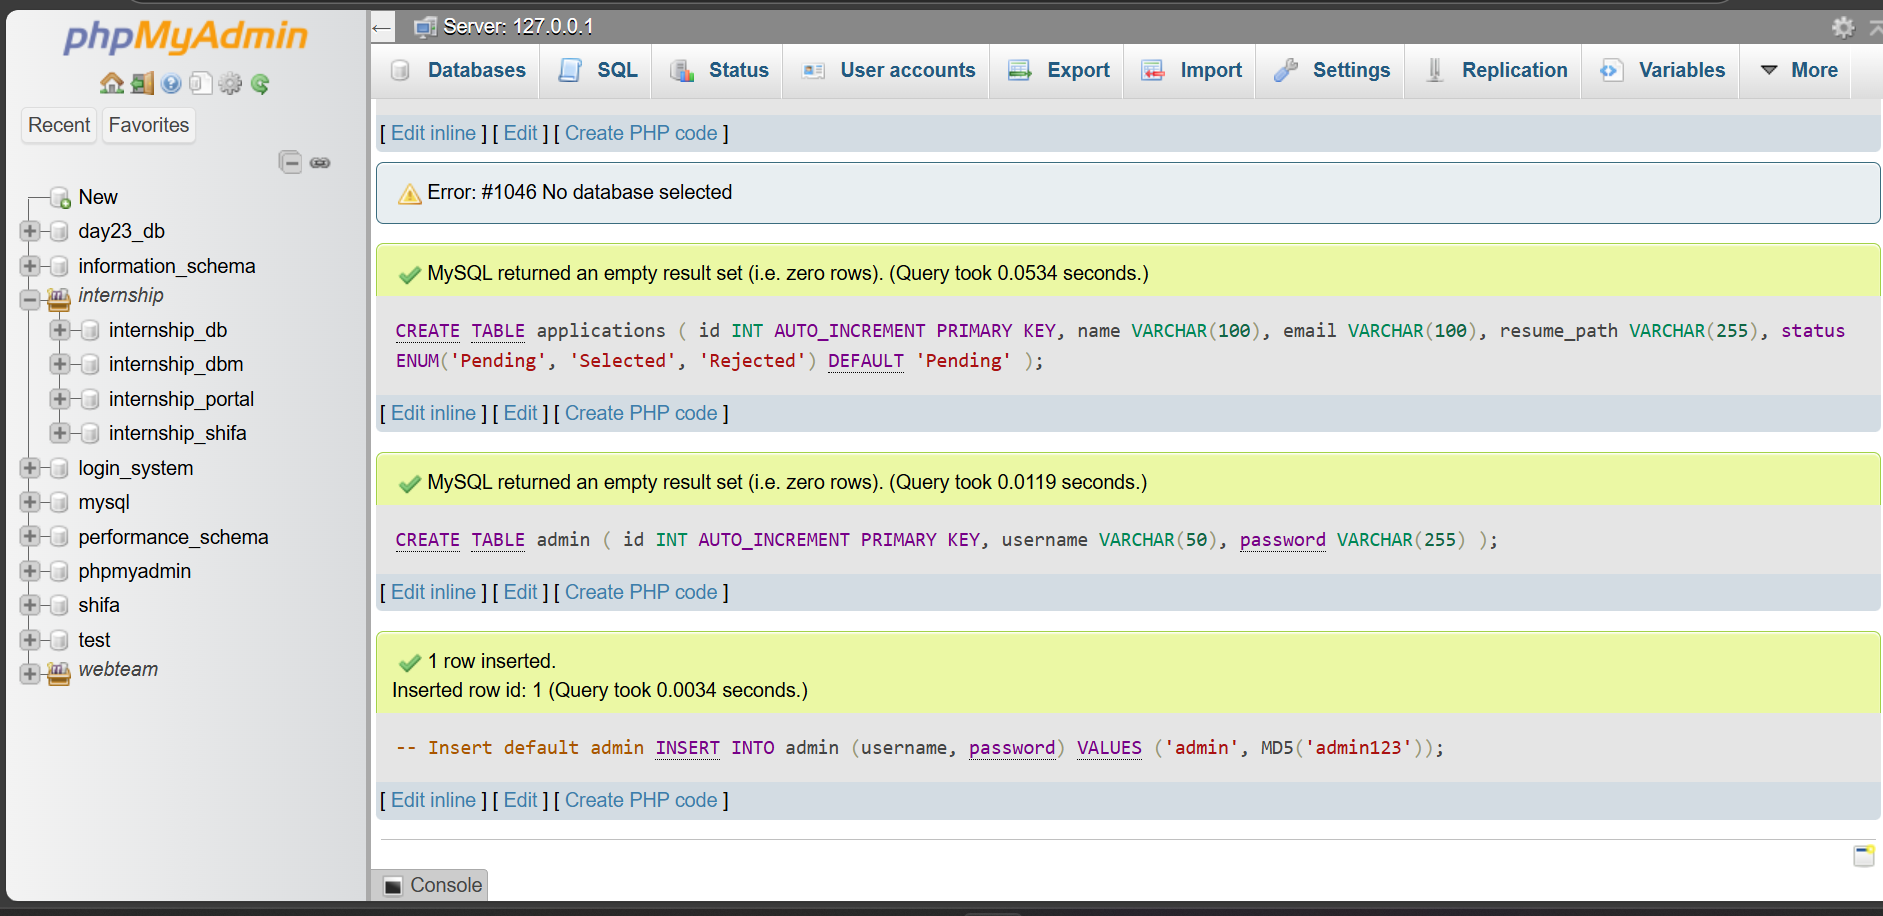 phpMyAdmin
Recent Favorites
New
day23_db
information_schema
internship
internship_db
internship_dbm
internship_portal
internship_shifa
login_system
mysql
performance_schema
phpmyadmin
shifa
test
webteam
Server: 127.0.0.1
Databases SQL Status User accounts Export Import Settings Replication Variables More
[ Edit inline ] [ Edit ] [ Create PHP code ]
Error: #1046 No database selected
MySQL returned an empty result set (i.e. zero rows). (Query took 0.0534 seconds.)
CREATE TABLE applications ( id INT AUTO_INCREMENT PRIMARY KEY, name VARCHAR(100), email VARCHAR(100), resume_path VARCHAR(255), status
ENUM('Pending', 'Selected', 'Rejected') DEFAULT 'Pending' );
[ Edit inline ] [ Edit ] [ Create PHP code ]
MySQL returned an empty result set (i.e. zero rows). (Query took 0.0119 seconds.)
CREATE TABLE admin ( id INT AUTO_INCREMENT PRIMARY KEY, username VARCHAR(50), password VARCHAR(255) );
[ Edit inline ] [ Edit ] [ Create PHP code ]
1 row inserted.
Inserted row id: 1 (Query took 0.0034 seconds.)
-- Insert default admin INSERT INTO admin (username, password) VALUES ('admin', MD5('admin123'));
[ Edit inline ] [ Edit ] [ Create PHP code ]
Console